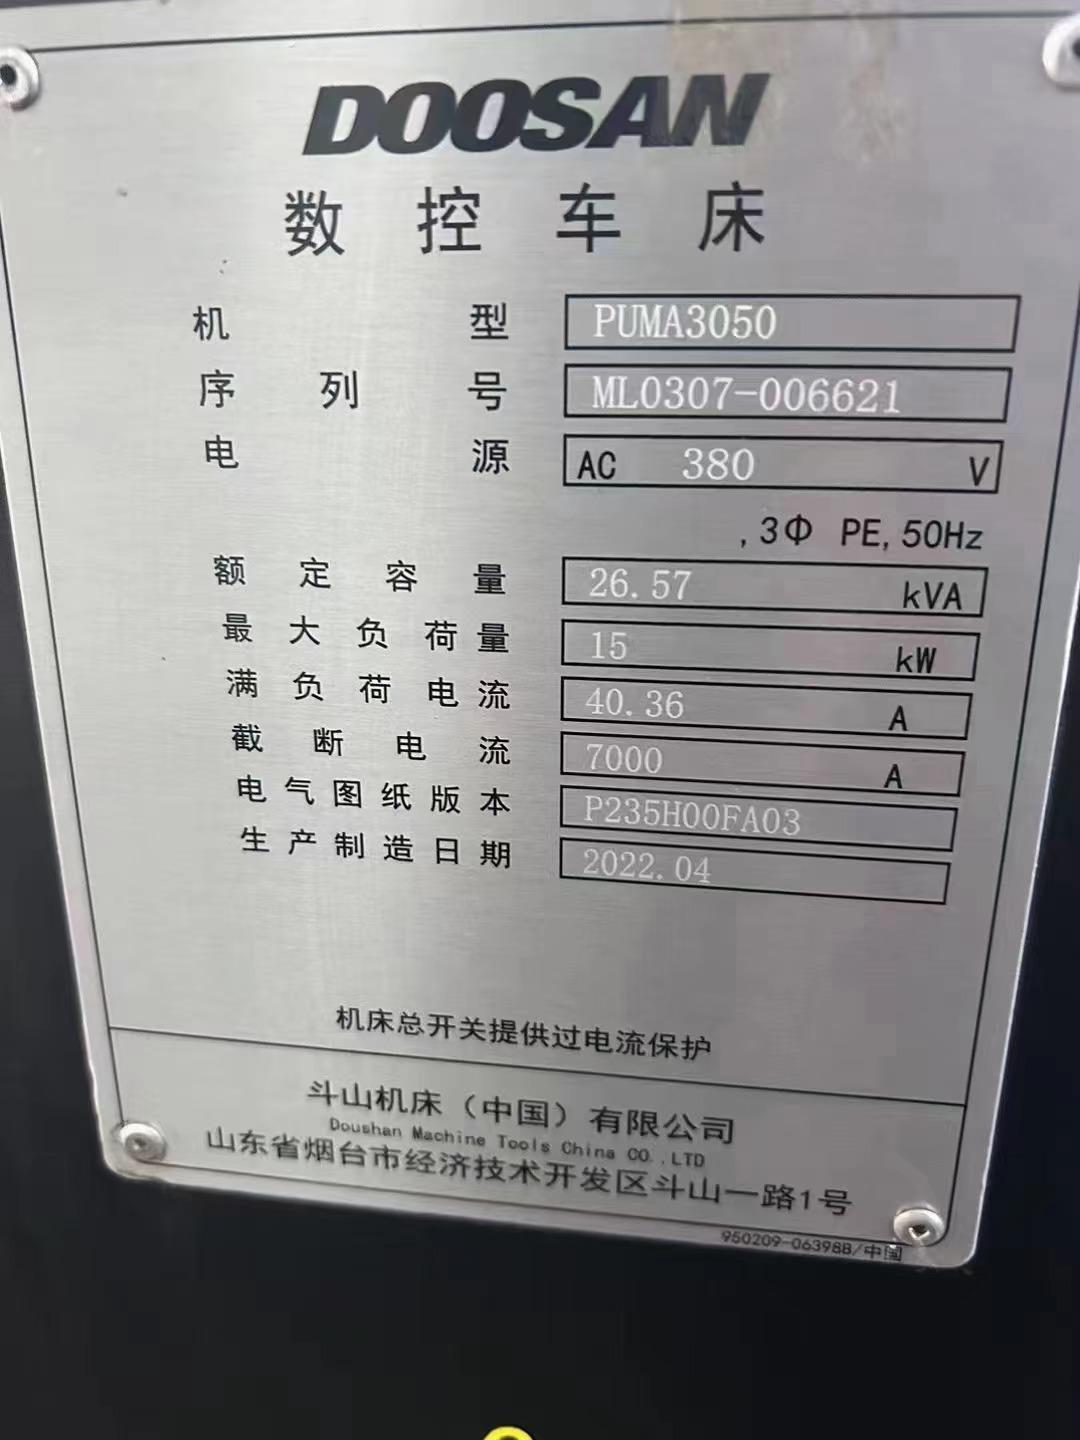 DOOSAN
数控车床
机型 PUMA3050
序列号 ML0307-006621
电源 AC 380 V
,3Φ PE,50Hz
额定容量 26.57 kVA
最大负荷量 15 kW
满负荷电流 40.36 A
截断电流 7000 A
电气图纸版本 P235H00FA03
生产制造日期 2022.04
机床总开关提供过电流保护
斗山机床（中国）有限公司
Doushan Machine Tools China CO.,LTD
山东省烟台市经济技术开发区斗山一路1号
950209-06398B/中国